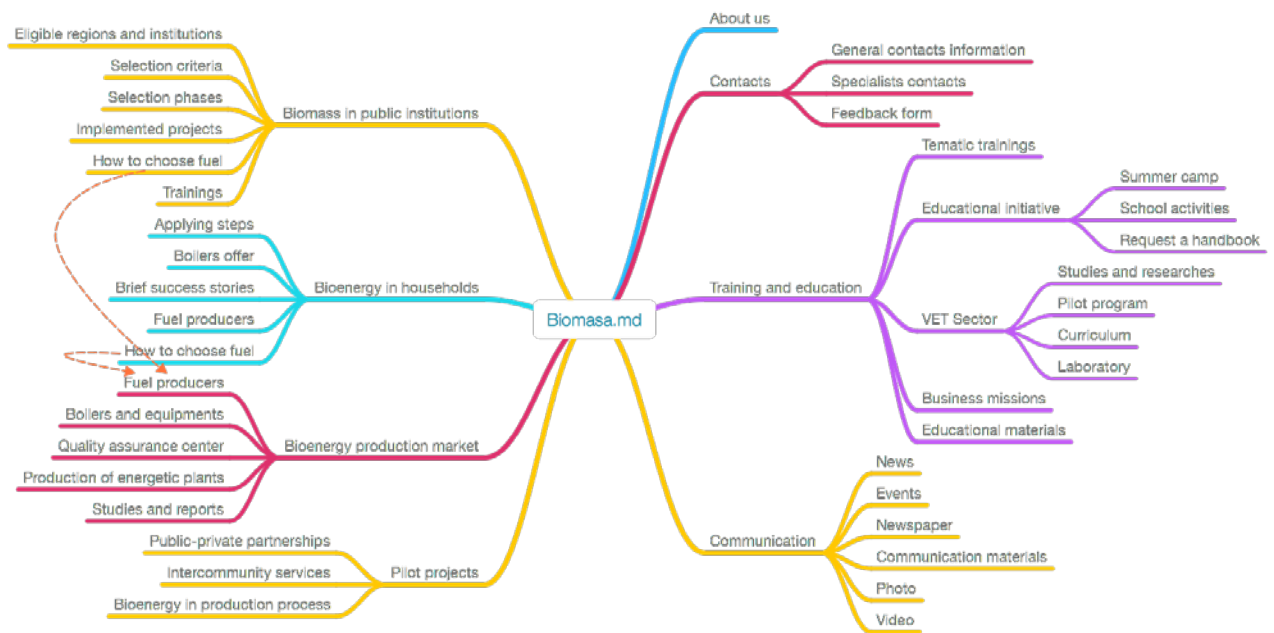 Biomasa.md
About us
Contacts
General contacts information
Specialists contacts
Feedback form
Training and education
Tematic trainings
Educational initiative
Summer camp
School activities
Request a handbook
VET Sector
Studies and researches
Pilot program
Curriculum
Laboratory
Business missions
Educational materials
Communication
News
Events
Newspaper
Communication materials
Photo
Video
Biomass in public institutions
Eligible regions and institutions
Selection criteria
Selection phases
Implemented projects
How to choose fuel
Trainings
Bioenergy in households
Applying steps
Boilers offer
Brief success stories
Fuel producers
How to choose fuel
Bioenergy production market
Fuel producers
Boilers and equipments
Quality assurance center
Production of energetic plants
Studies and reports
Pilot projects
Public-private partnerships
Intercommunity services
Bioenergy in production process